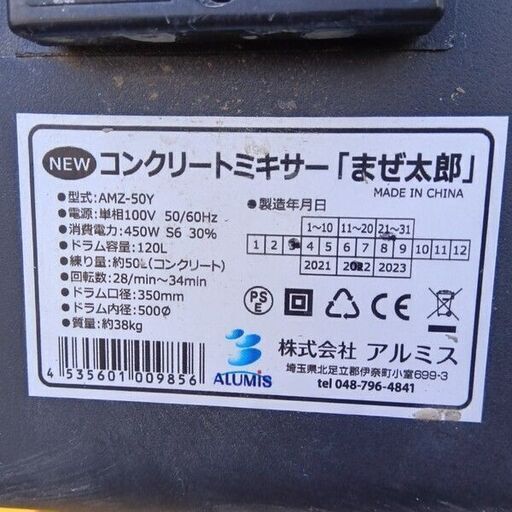 NEW コンクリートミキサー「まぜ太郎」
MADE IN CHINA
●型式:AMZ-50Y
●電源:単相100V 50/60Hz
●消費電力:450W S6 30%
●ドラム容量:120L
●練り量:約50L(コンクリート)
●回転数:28/min〜34min
●ドラム口径:350mm
●ドラム内径:500Φ
●質量:約38kg
●製造年月日
1〜10 11〜20 21〜31
1 2 4 5 6 7 8 9 10 11 12
2021 2022 2023
PS E
CE
4 535601 009856
ALUMIS
株式会社 アルミス
埼玉県北足立郡伊奈町小室699-3
tel 048-796-4841